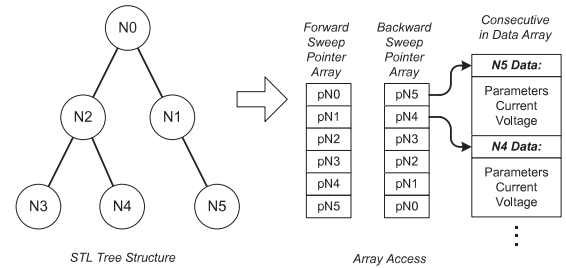 N0
N2
N1
N3
N4
N5
STL Tree Structure
Forward
Sweep
Pointer
Array
pN0
pN1
pN2
pN3
pN4
pN5
Backward
Sweep
Pointer
Array
pN5
pN4
pN3
pN2
pN1
pN0
Consecutive
in Data Array
N5 Data:
Parameters
Current
Voltage
N4 Data:
Parameters
Current
Voltage
Array Access